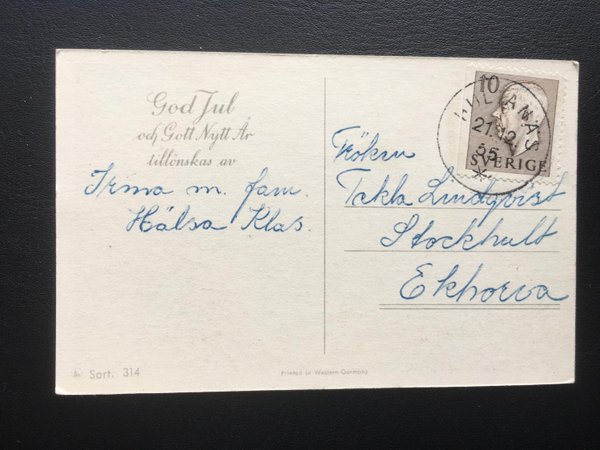 God Jul
och Gott Nytt År
tillönskas av
Irma m. fam.
Hälsa Klas.
10
SVERIGE
21.12.
55
Fröken
Tekla Lindqvist
Stockhult
Ekhorva
Sort. 314
Printed in Western-Germany